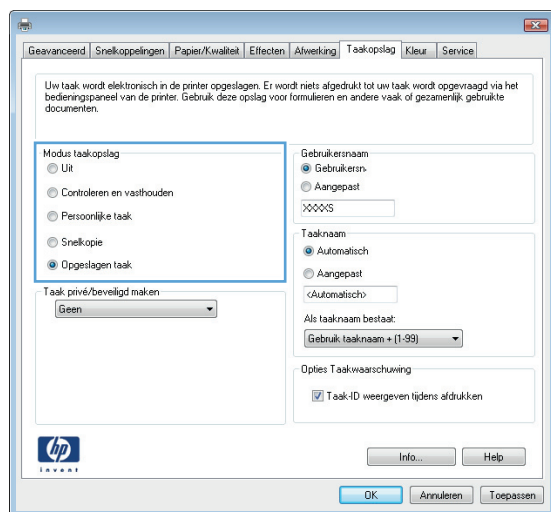 Geavanceerd Snelkoppelingen Papier/Kwaliteit Effecten Afwerking Taakopslag Kleur Service
Uw taak wordt elektronisch in de printer opgeslagen. Er wordt niets afgedrukt tot uw taak wordt opgevraagd via het
bedieningspaneel van de printer. Gebruik deze opslag voor formulieren en andere vaak of gezamenlijk gebruikte
documenten.
Modus taakopslag
Uit
Controleren en vasthouden
Persoonlijke taak
Snelkopie
Opgeslagen taak
Taak privé/beveiligd maken
Geen
Gebruikersnaam
Gebruikersn.
Aangepast
XXXXS
Taaknaam
Automatisch
Aangepast
<Automatisch>
Als taaknaam bestaat:
Gebruik taaknaam + (1-99)
Opties Taakwaarschuwing
Taak-ID weergeven tijdens afdrukken
hp
invent
Info... Help
OK Annuleren Toepassen